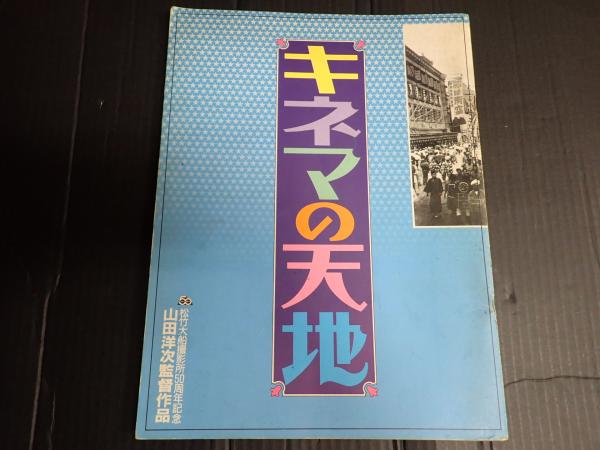 キネマの天地
松竹大船撮影所50周年記念
山田洋次監督作品